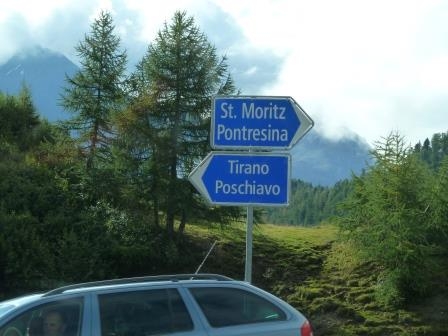 St. Moritz
Pontresina
Tirano
Poschiavo